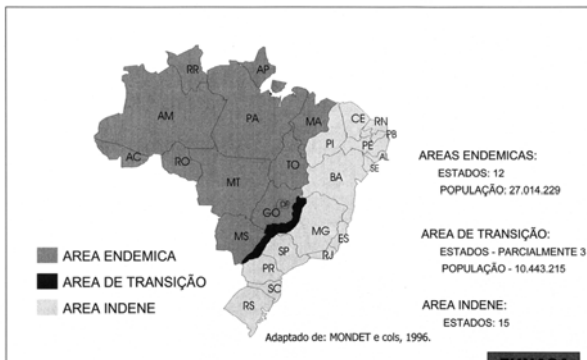 RR
AP
AM
PA
MA
CE
RN
PB
PI
PE
AL
SE
AC
RO
TO
BA
MT
GO
DF
MG
MS
ES
SP
RJ
PR
SC
RS
AREA ENDEMICA
AREA DE TRANSIÇÃO
AREA INDENE
Adaptado de: MONDET e cols, 1996.
AREAS ENDEMICAS:
ESTADOS: 12
POPULAÇÃO: 27.014.229
AREA DE TRANSIÇÃO:
ESTADOS - PARCIALMENTE 3
POPULAÇÃO - 10.443.215
AREA INDENE:
ESTADOS: 15